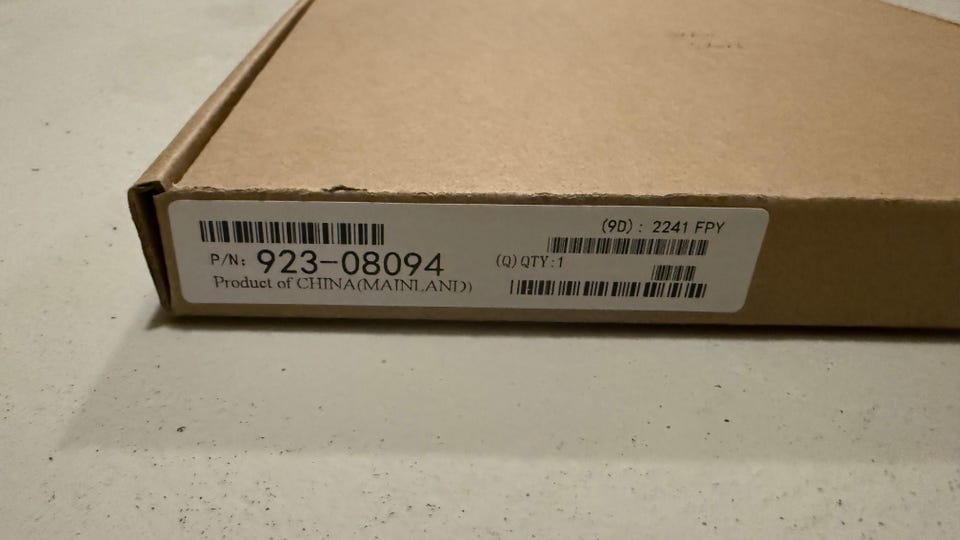 (9D): 2241 FPY
P/N: 923-08094
(Q)QTY:1
Product of CHINA(MAINLAND)